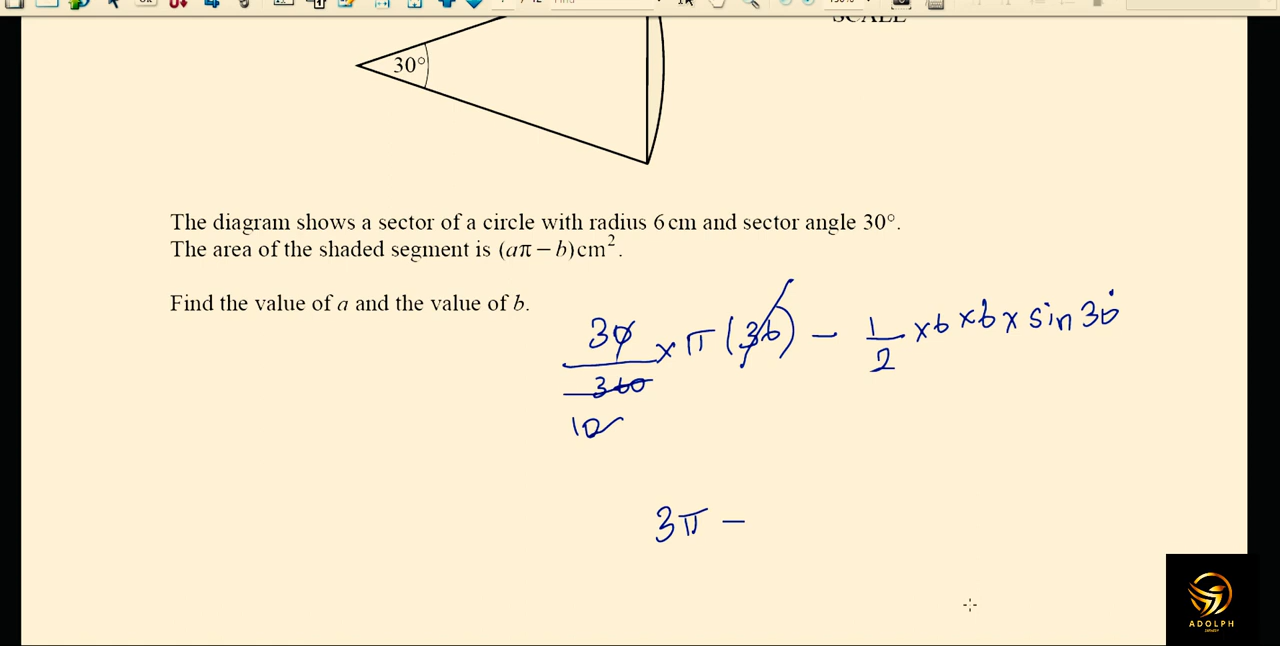 SCALE
30°
The diagram shows a sector of a circle with radius 6 cm and sector angle 30°.
The area of the shaded segment is (aπ − b) cm².
Find the value of a and the value of b.
30/360 × π (36) − 1/2 × 6 × 6 × sin 30°
12
3π −
ADOLPH